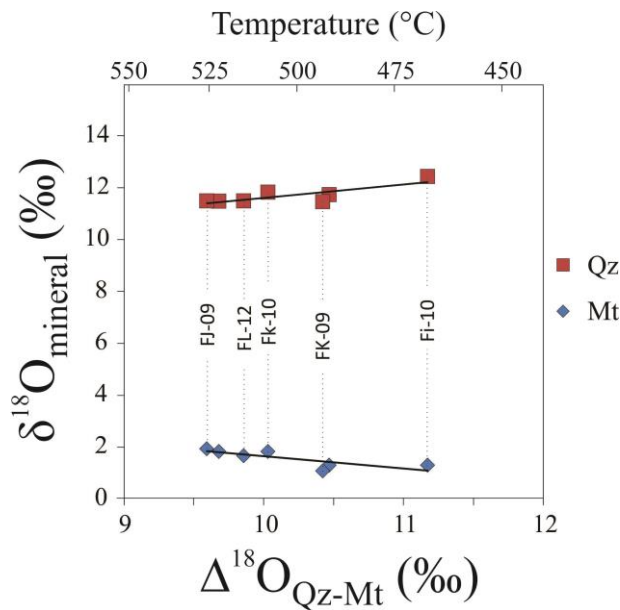 Temperature (°C)
550 525 500 475 450
14
12
10
8
6
4
2
0
δ¹⁸Omineral (‰)
FJ-09
FL-12
Fk-10
FK-09
Fi-10
Qz
Mt
9 10 11 12
Δ¹⁸OQz-Mt (‰)